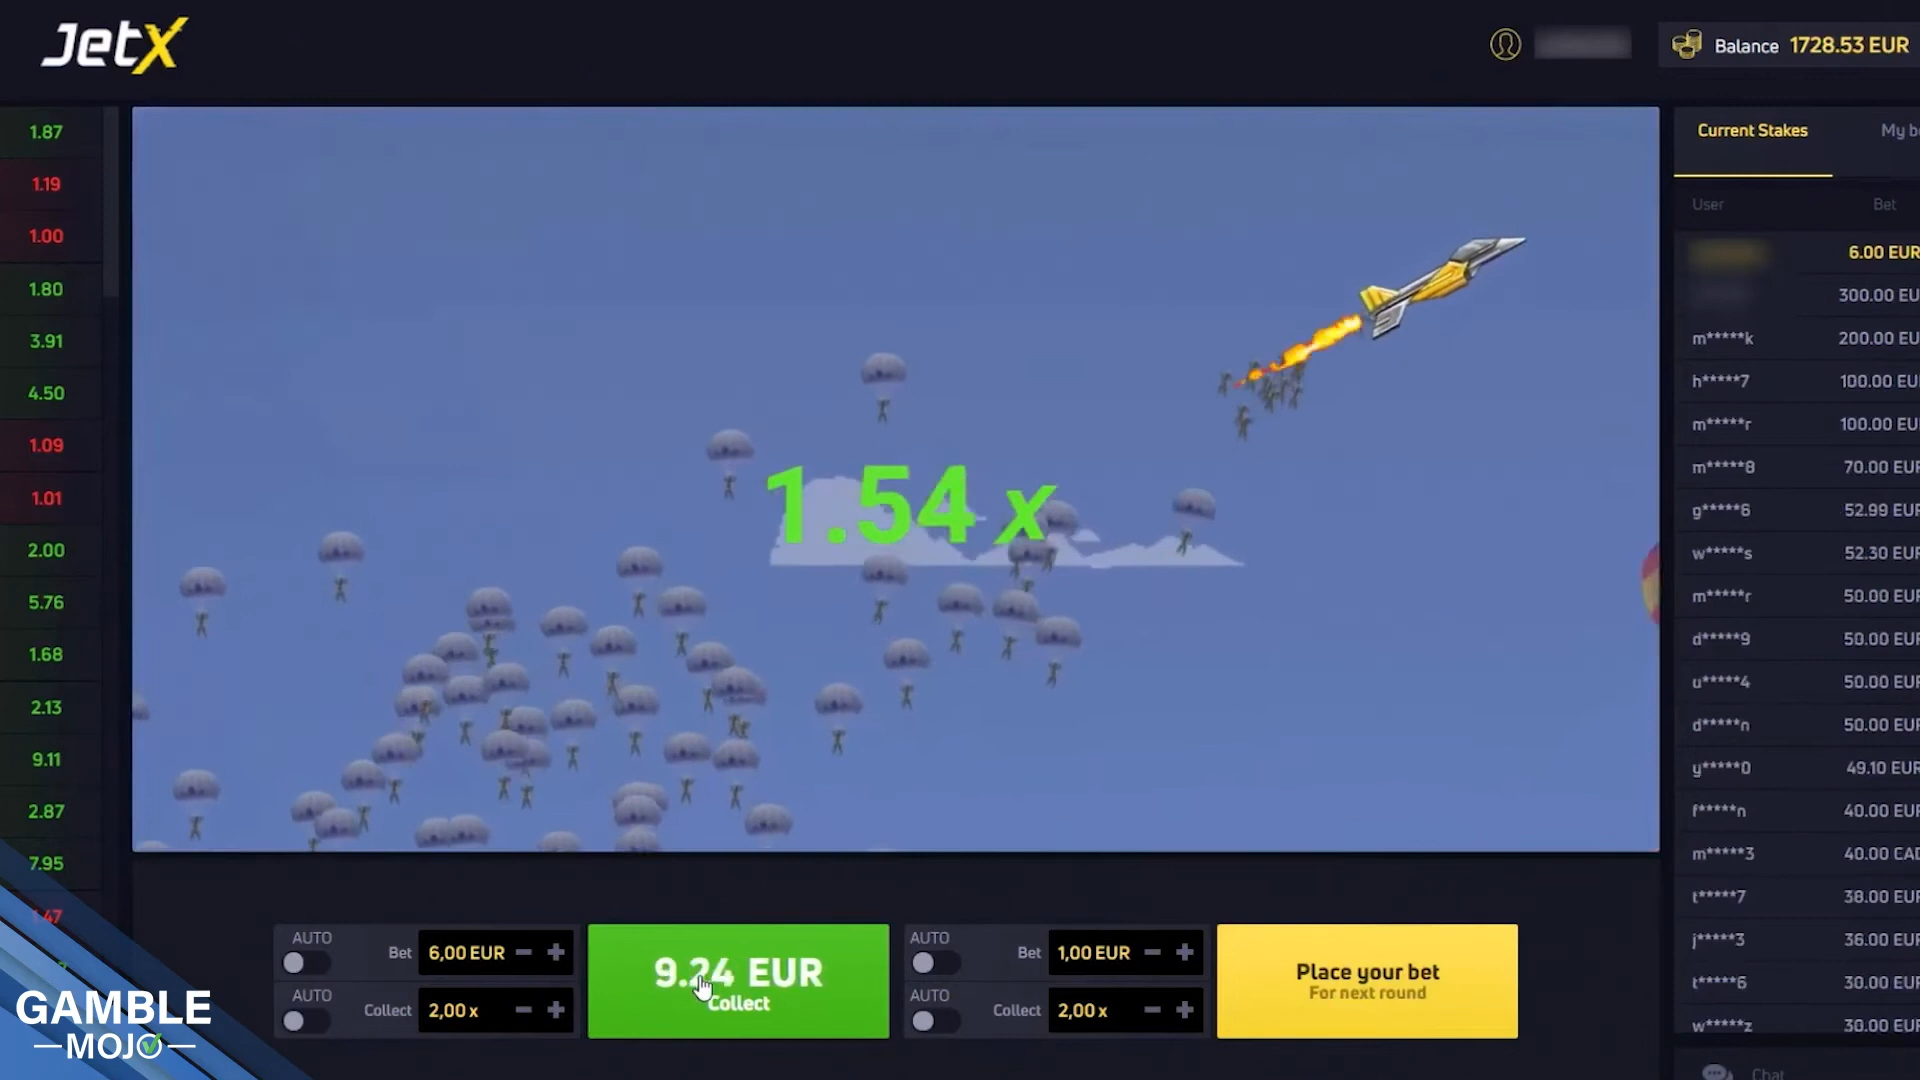 JetX
Balance 1728.53 EUR
1.87
1.19
1.00
1.80
3.91
4.50
1.09
1.01
2.00
5.76
1.68
2.13
9.11
2.87
7.95
1.54 x
Current Stakes
User Bet
6.00 EUR
300.00
m*****k 200.00
h*****7 100.00
m*****r 100.00
m*****8 70.00
g*****6 52.99 EUR
w*****s 52.30 EUR
m*****r 50.00 EUR
d*****9 50.00 EUR
u*****4 50.00 EUR
d*****n 50.00 EUR
y*****0 49.10 EUR
f*****n 40.00 EUR
m*****3 40.00 CAD
t*****7 38.00 EUR
j*****3 36.00 EUR
t*****6 30.00 EUR
w*****z 30.00 EUR
Chat
AUTO Bet 6,00 EUR − +
AUTO Collect 2,00 x − +
9.24 EUR
Collect
AUTO Bet 1,00 EUR − +
AUTO Collect 2,00 x − +
Place your bet
For next round
GAMBLE
MOJO